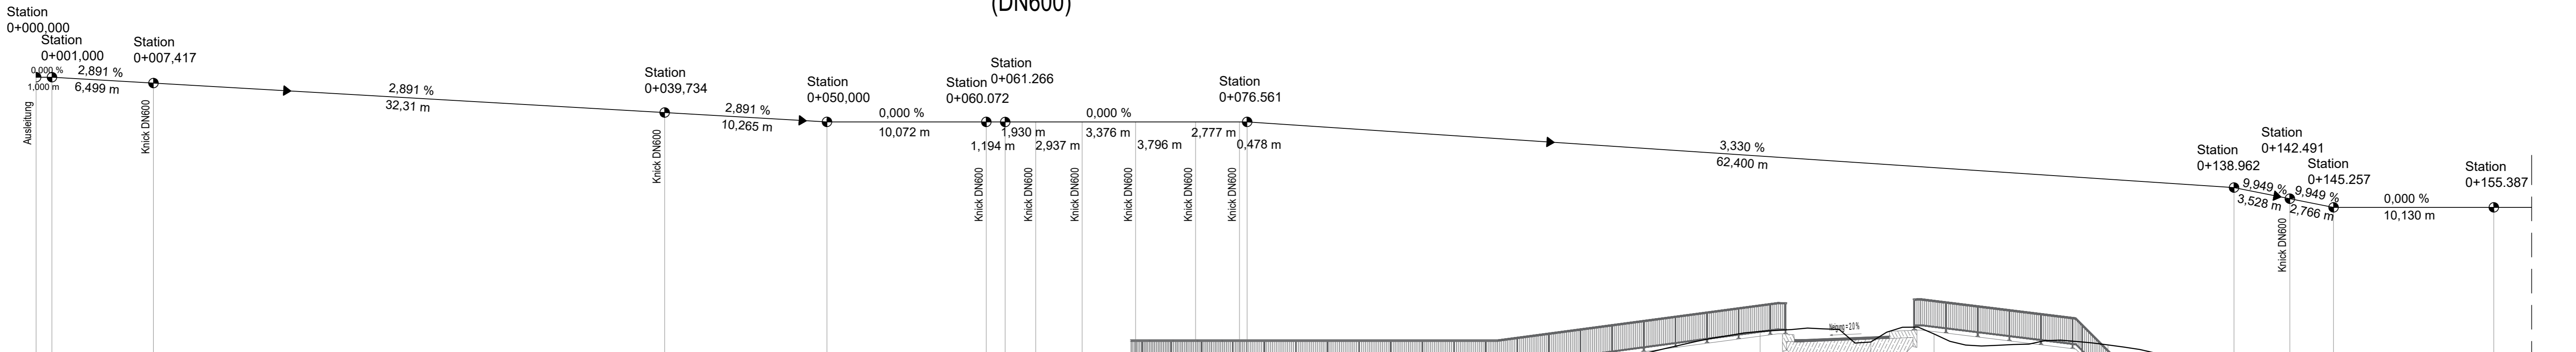 (DN600)
Station
0+000,000
Station
0+001,000
0,000 %
1,000 m
Ausleitung
2,891 %
6,499 m
Station
0+007,417
Knick DN600
2,891 %
32,31 m
Station
0+039,734
Knick DN600
2,891 %
10,265 m
Station
0+050,000
0,000 %
10,072 m
Station
0+060.072
Station
0+061.266
1,194 m
1,930 m
2,937 m
0,000 %
3,376 m
3,796 m
2,777 m
0,478 m
Knick DN600
Knick DN600
Knick DN600
Knick DN600
Knick DN600
Knick DN600
Station
0+076.561
3,330 %
62,400 m
Station
0+138.962
9,949 %
3,528 m
Station
0+142.491
Knick DN600
9,949 %
2,766 m
Station
0+145.257
0,000 %
10,130 m
Station
0+155.387
Neigung = 2.0 %